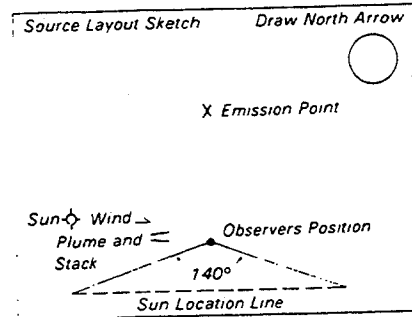 Source Layout Sketch Draw North Arrow
X Emission Point
Sun Wind
Plume and
Stack
Observers Position
140°
Sun Location Line